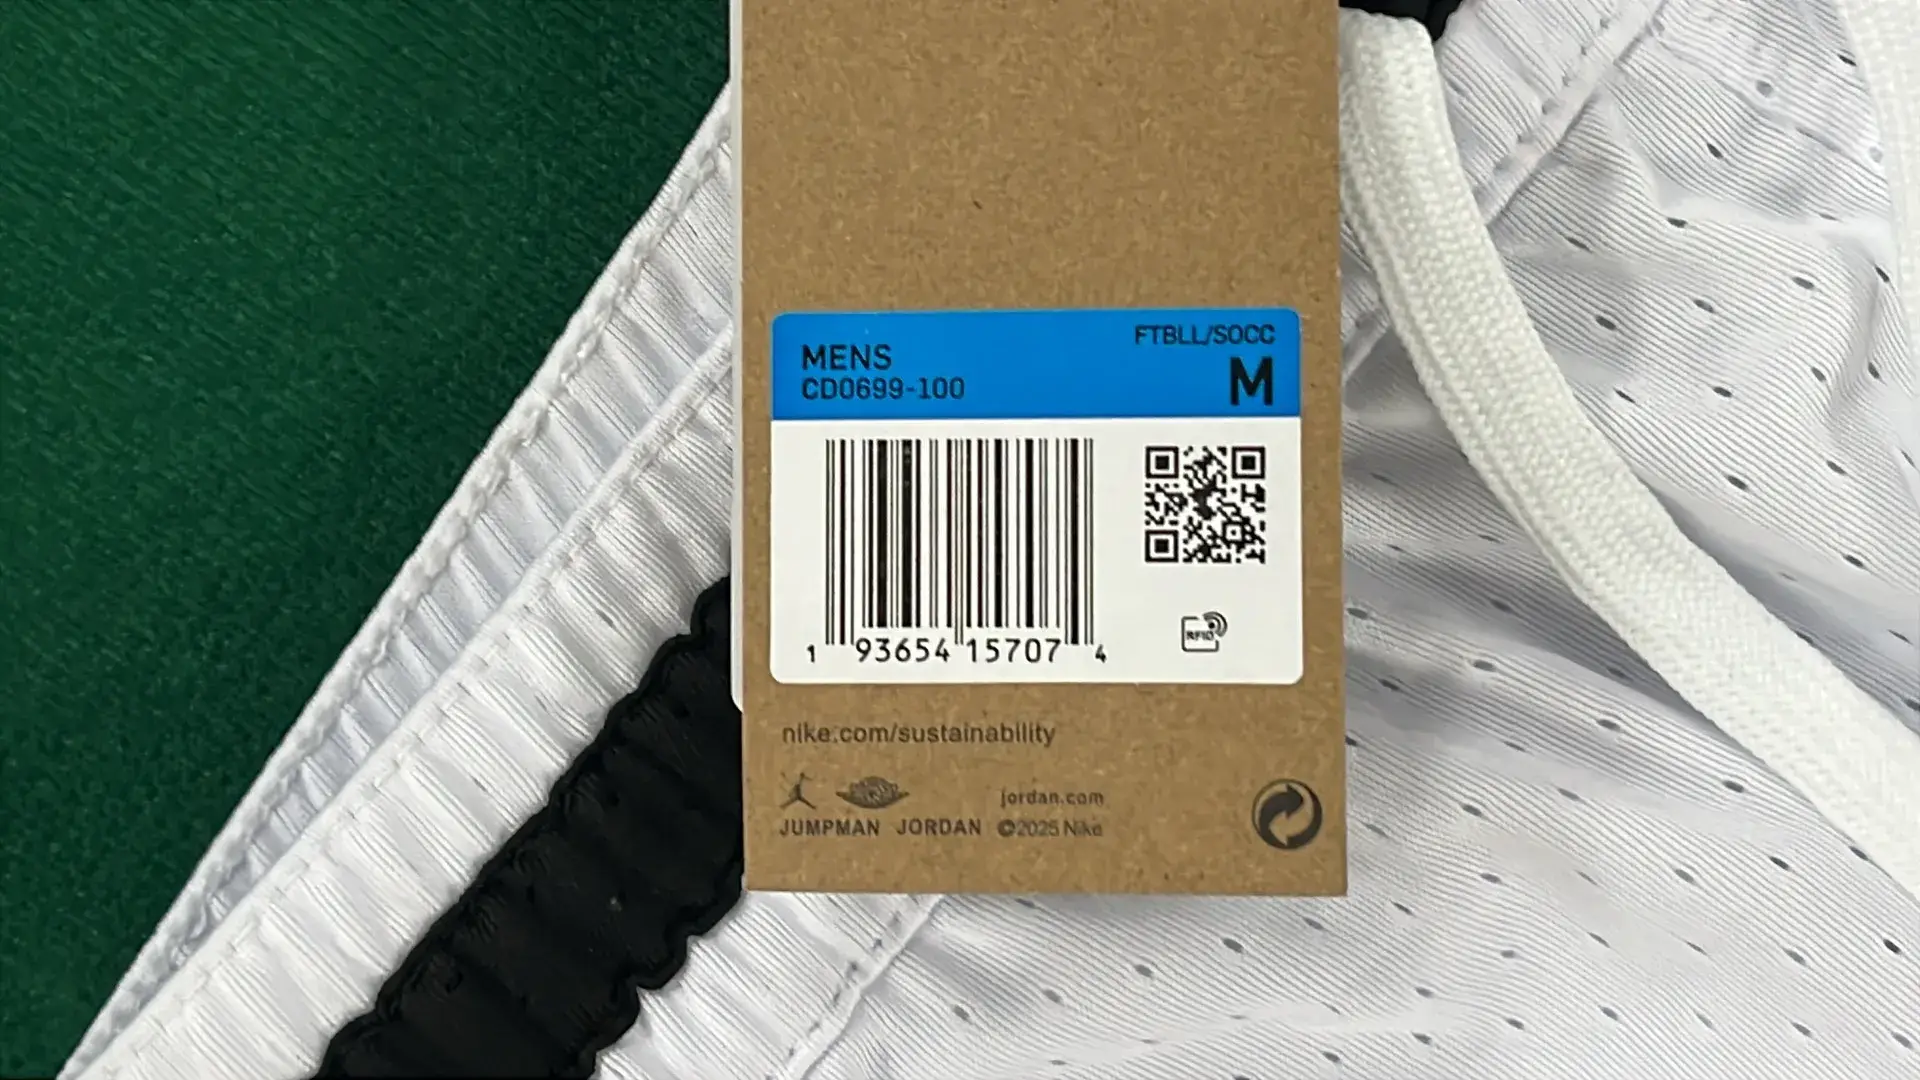 FTBLL/SOCC
MENS
M
CD0699-100
1 93654 15707 4
RFID
nike.com/sustainability
jordan.com
JUMPMAN JORDAN ©2025 Nike